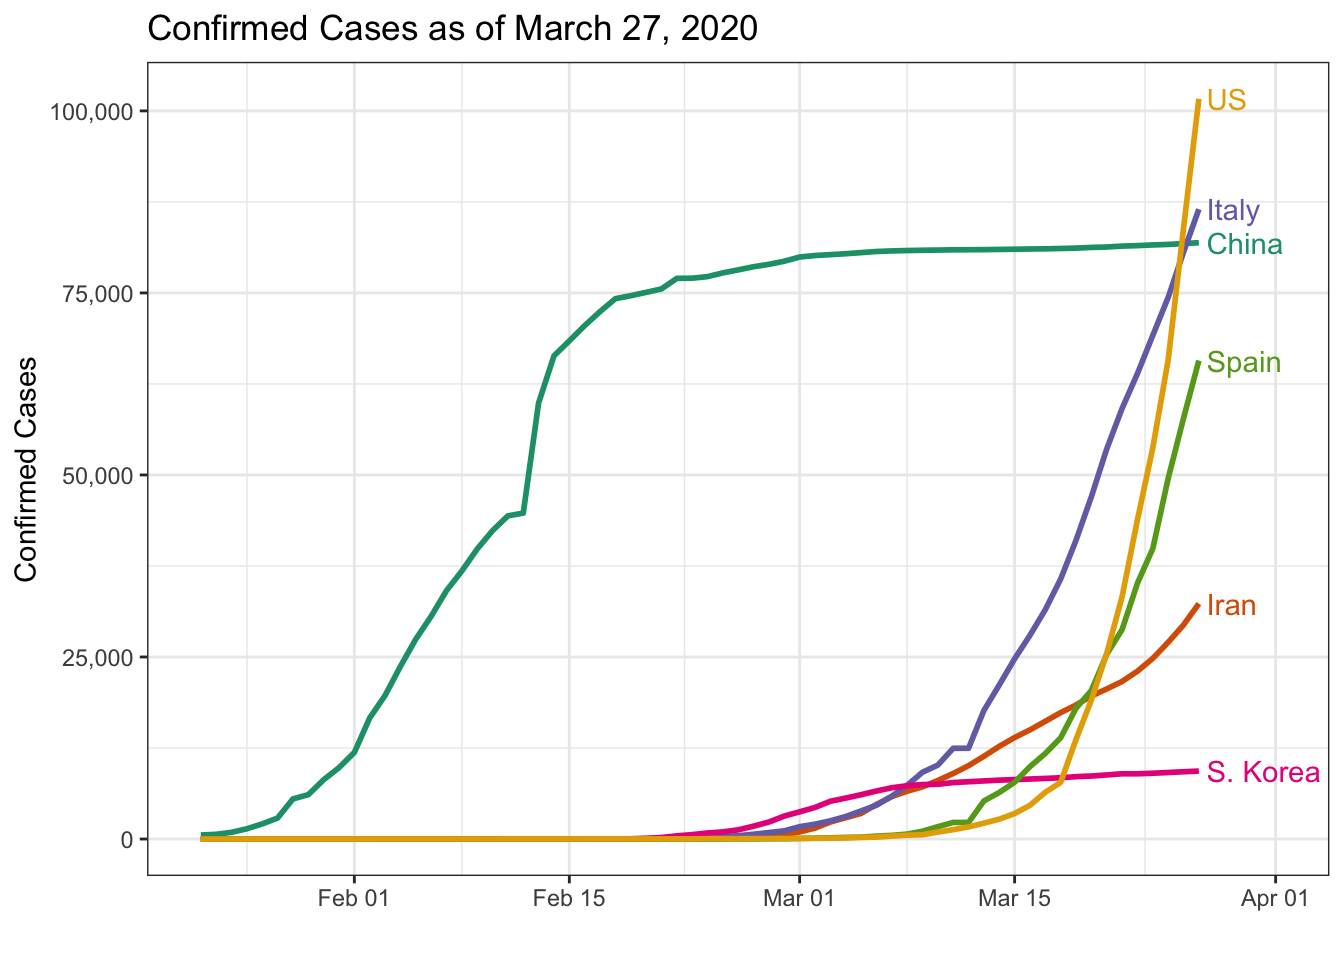 Confirmed Cases as of March 27, 2020
Confirmed Cases
100,000
75,000
50,000
25,000
0
US
Italy
China
Spain
Iran
S. Korea
Feb 01
Feb 15
Mar 01
Mar 15
Apr 01